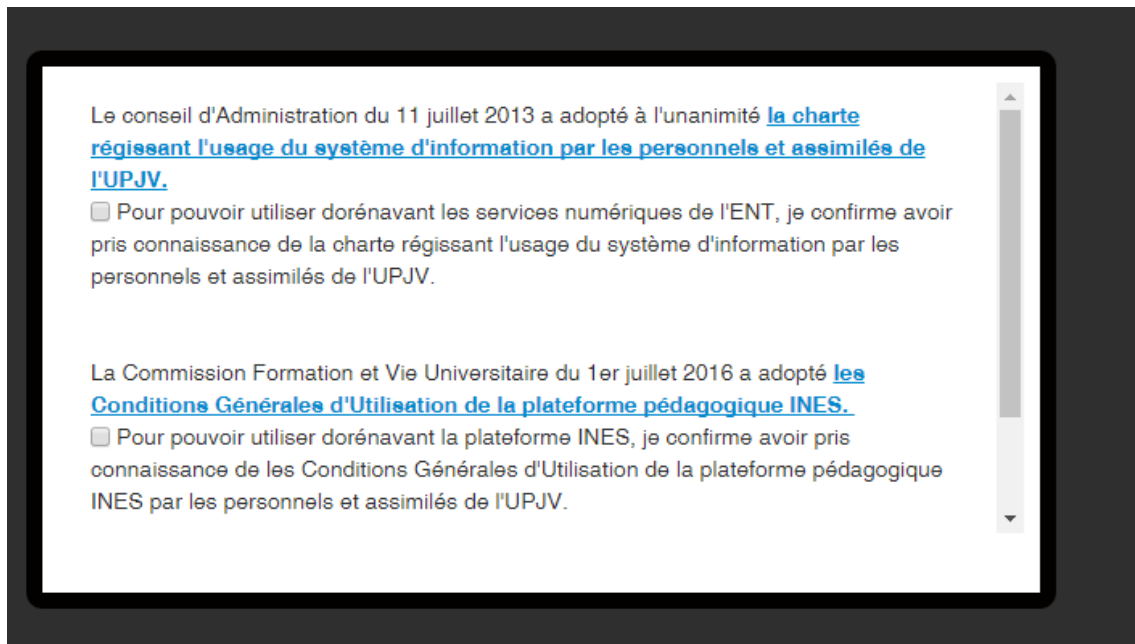 Le conseil d'Administration du 11 juillet 2013 a adopté à l'unanimité la charte
régissant l'usage du système d'information par les personnels et assimilés de
l'UPJV.
Pour pouvoir utiliser dorénavant les services numériques de l'ENT, je confirme avoir
pris connaissance de la charte régissant l'usage du système d'information par les
personnels et assimilés de l'UPJV.
La Commission Formation et Vie Universitaire du 1er juillet 2016 a adopté les
Conditions Générales d'Utilisation de la plateforme pédagogique INES.
Pour pouvoir utiliser dorénavant la plateforme INES, je confirme avoir pris
connaissance de les Conditions Générales d'Utilisation de la plateforme pédagogique
INES par les personnels et assimilés de l'UPJV.